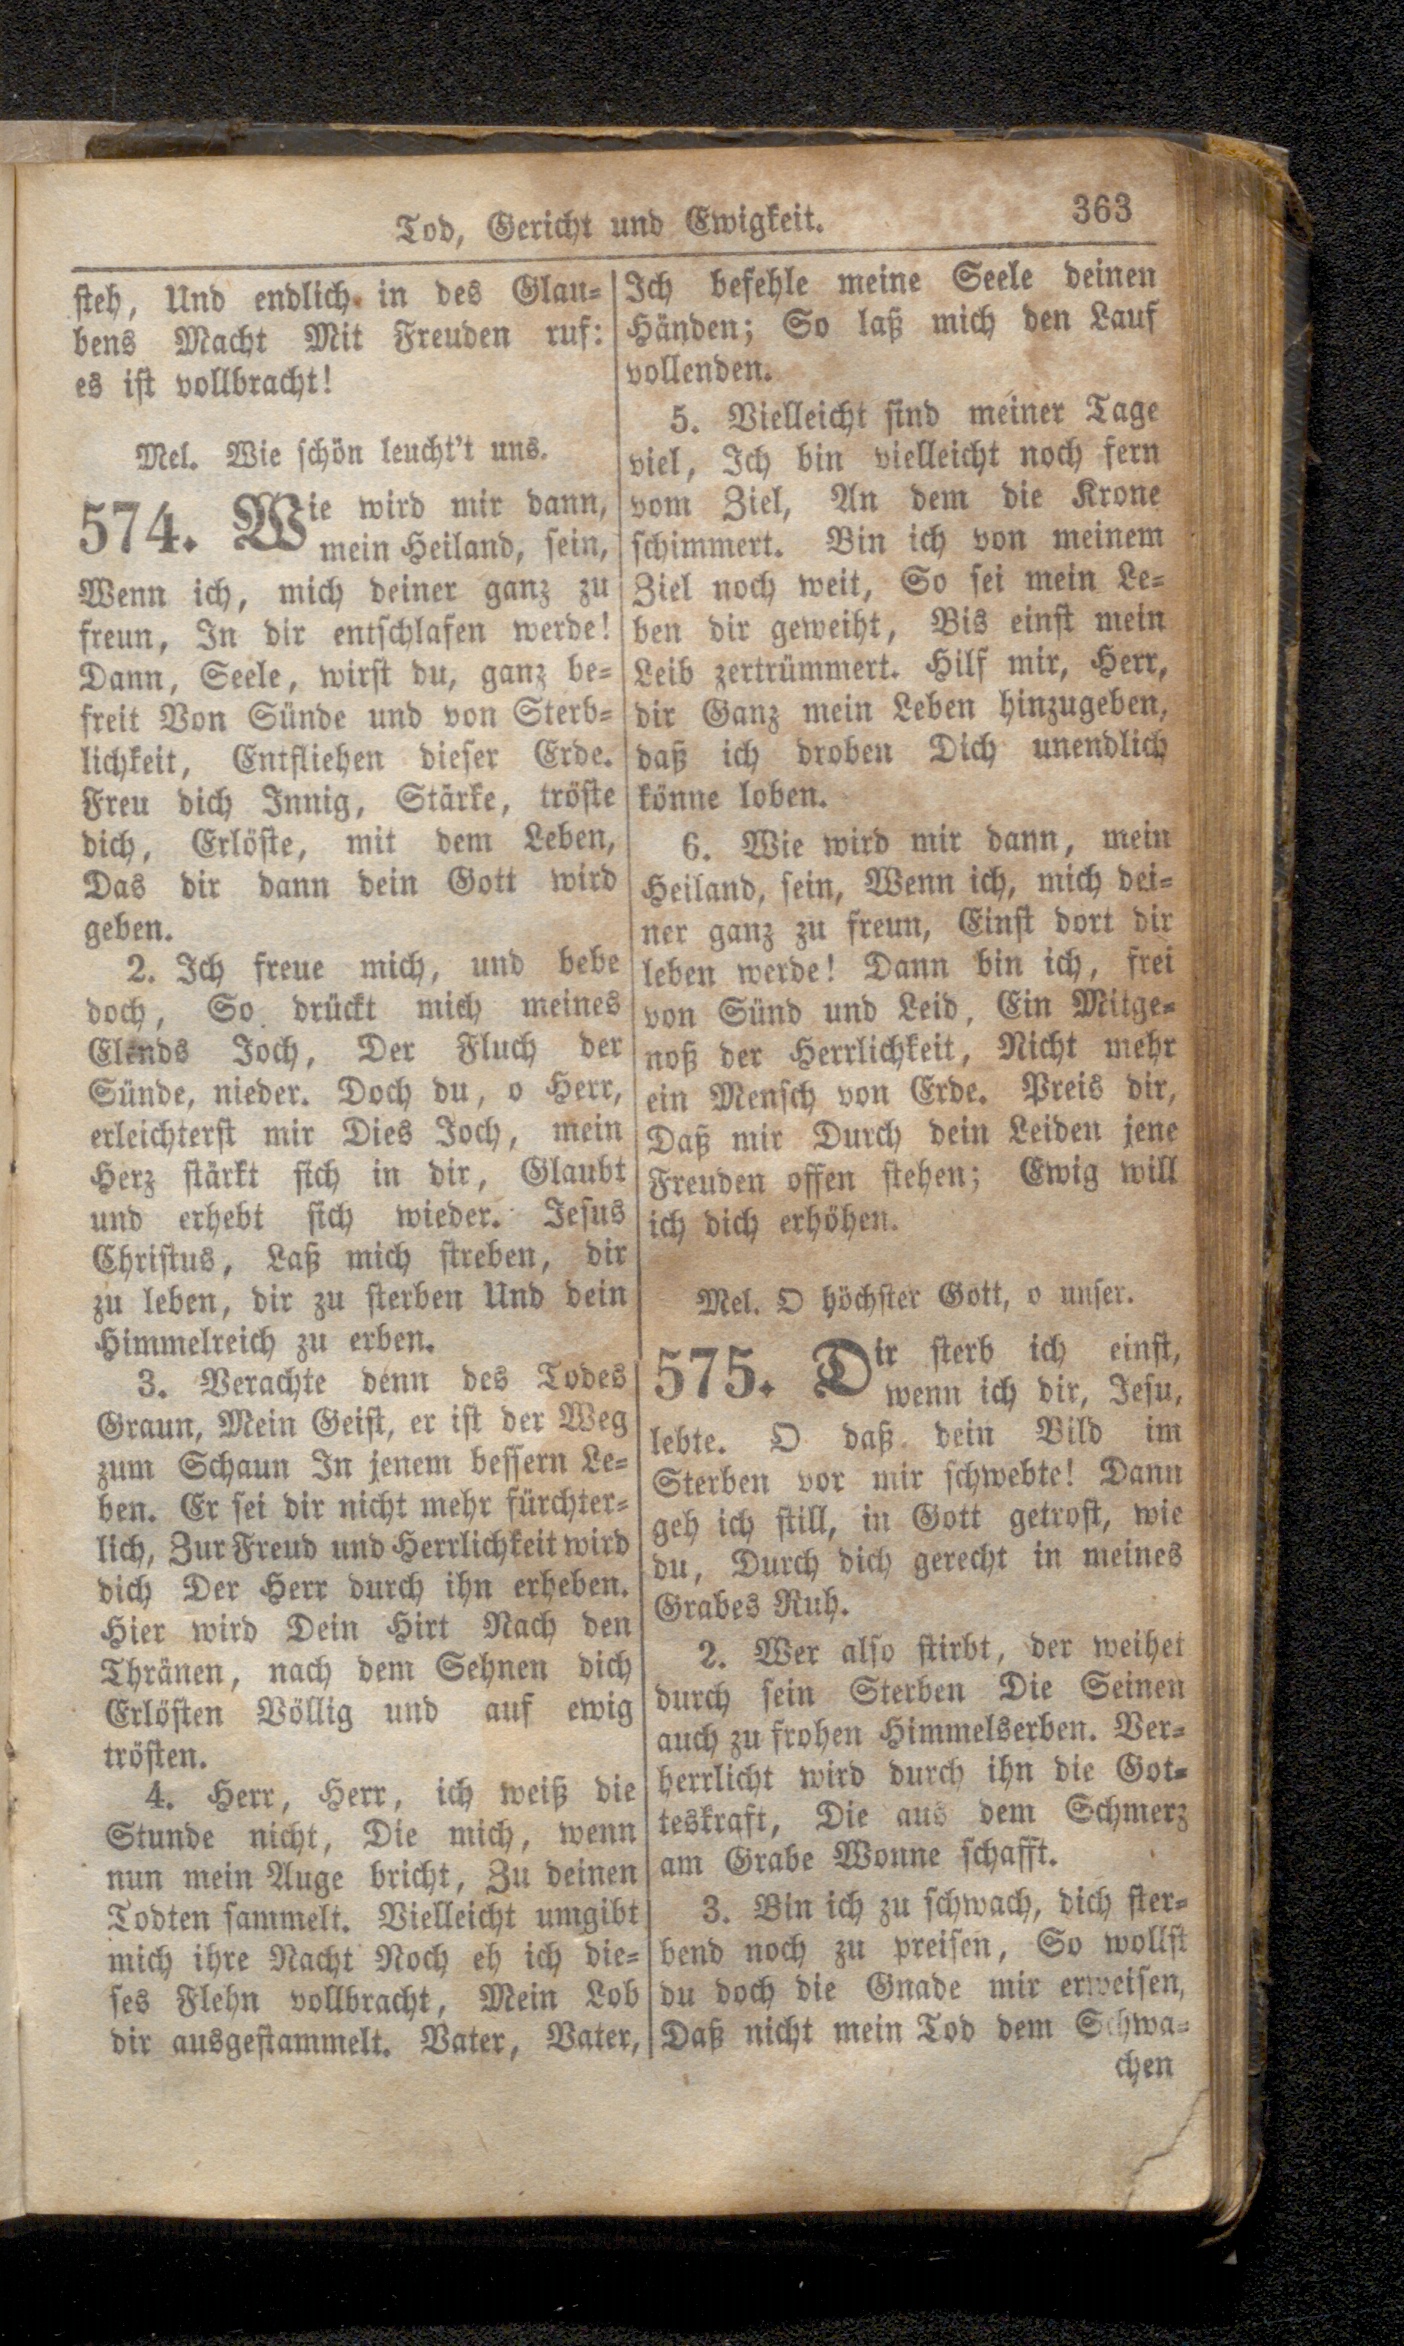 Tod, Gericht und Ewigkeit.
363
steh, Und endlich in des Glau-
bens Macht Mit Freuden ruf:
es ist vollbracht!
Mel. Wie schön leucht't uns.
574. Wie wird mir dann,
mein Heiland, sein,
Wenn ich, mich deiner ganz zu
freun, In dir entschlafen werde!
Dann, Seele, wirst du, ganz be-
freit Von Sünde und von Sterb-
lichkeit, Entfliehen dieser Erde.
Freu dich Innig, Stärke, tröste
dich, Erlöste, mit dem Leben,
Das dir dann dein Gott wird
geben.
2. Ich freue mich, und bebe
doch, So drückt mich meines
Elends Joch, Der Fluch der
Sünde, nieder. Doch du, o Herr,
erleichterst mir Dies Joch, mein
Herz stärkt sich in dir, Glaubt
und erhebt sich wieder. Jesus
Christus, Laß mich streben, dir
zu leben, dir zu sterben Und dein
Himmelreich zu erben.
3. Verachte denn des Todes
Graun, Mein Geist, er ist der Weg
zum Schaun In jenem bessern Le-
ben. Er sei dir nicht mehr fürchter-
lich, Zur Freud und Herrlichkeit wird
dich Der Herr durch ihn erheben.
Hier wird Dein Hirt Nach den
Thränen, nach dem Sehnen dich
Erlösten Völlig und auf ewig
trösten.
4. Herr, Herr, ich weiß die
Stunde nicht, Die mich, wenn
nun mein Auge bricht, Zu deinen
Todten sammelt. Vielleicht umgibt
mich ihre Nacht Noch eh ich die-
ses Flehn vollbracht, Mein Lob
dir ausgestammelt. Vater, Vater,
Ich befehle meine Seele deinen
Händen; So laß mich den Lauf
vollenden.
5. Vielleicht sind meiner Tage
viel, Ich bin vielleicht noch fern
vom Ziel, An dem die Krone
schimmert. Bin ich von meinem
Ziel noch weit, So sei mein Le-
ben dir geweiht, Bis einst mein
Leib zertrümmert. Hilf mir, Herr,
dir Ganz mein Leben hinzugeben,
daß ich droben Dich unendlich
könne loben.
6. Wie wird mir dann, mein
Heiland, sein, Wenn ich, mich dei-
ner ganz zu freun, Einst dort dir
leben werde! Dann bin ich, frei
von Sünd und Leid, Ein Mitge-
noß der Herrlichkeit, Nicht mehr
ein Mensch von Erde. Preis dir,
Daß mir Durch dein Leiden jene
Freuden offen stehen; Ewig will
ich dich erhöhen.
Mel. O höchster Gott, o unser.
575. Dir sterb ich einst,
wenn ich dir, Jesu,
lebte. O daß dein Bild im
Sterben vor mir schwebte! Dann
geh ich still, in Gott getrost, wie
du, Durch dich gerecht in meines
Grabes Ruh.
2. Wer also stirbt, der weihet
durch sein Sterben Die Seinen
auch zu frohen Himmelserben. Ver-
herrlicht wird durch ihn die Got-
teskraft, Die aus dem Schmerz
am Grabe Wonne schafft.
3. Bin ich zu schwach, dich ster-
bend noch zu preisen, So wollst
du doch die Gnade mir erweisen,
Daß nicht mein Tod dem Schwa-
chen